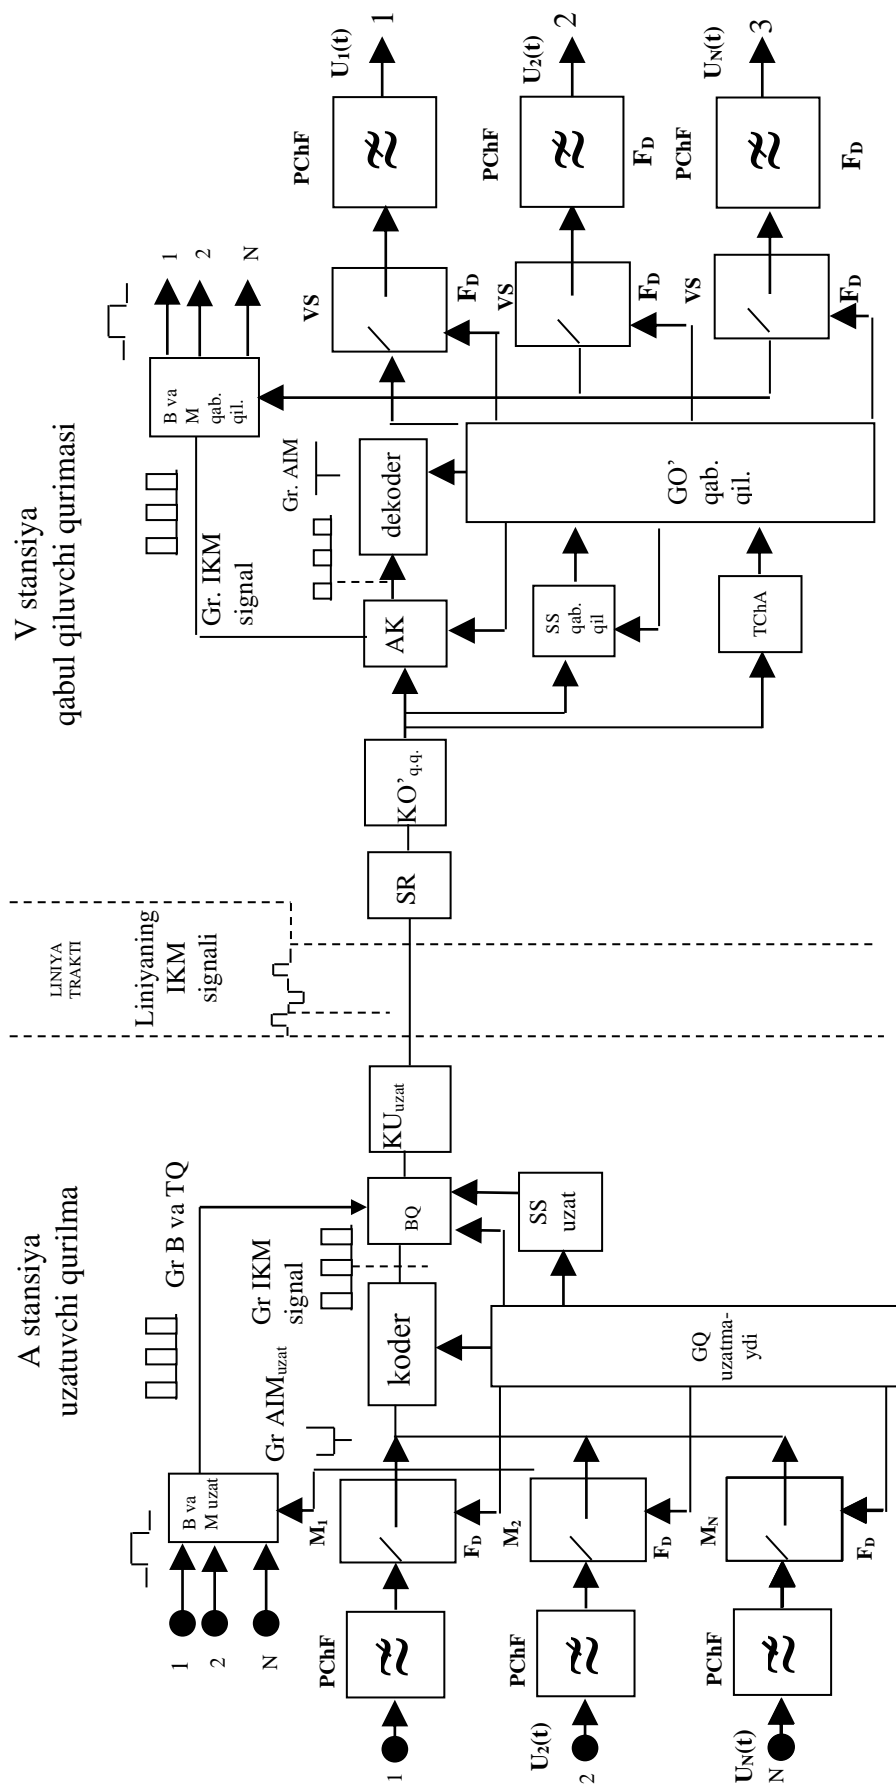 A stansiya
uzatuvchi qurilma
LINIYA
TRAKTI
Liniyaning
IKM
signali
V stansiya
qabul qiluvchi qurimasi
1
2
N
B va
M uzat
Gr B va TQ
Gr AIMuzat
Gr IKM
signal
1
PChF
M1
FD
koder
BQ
KUuzat
SS
uzat
U2(t)
2
PChF
M2
FD
GQ
uzatma-
ydi
UN(t)
N
PChF
MN
FD
SR
KO’q.q.
AK
Gr. IKM
signal
Gr. AIM
dekoder
B va
M
qab.
qil.
1
2
N
SS
qab.
qil
TChA
GO’
qab.
qil.
VS
FD
PChF
U1(t)
1
VS
FD
PChF
FD
U2(t)
2
VS
FD
PChF
FD
UN(t)
3